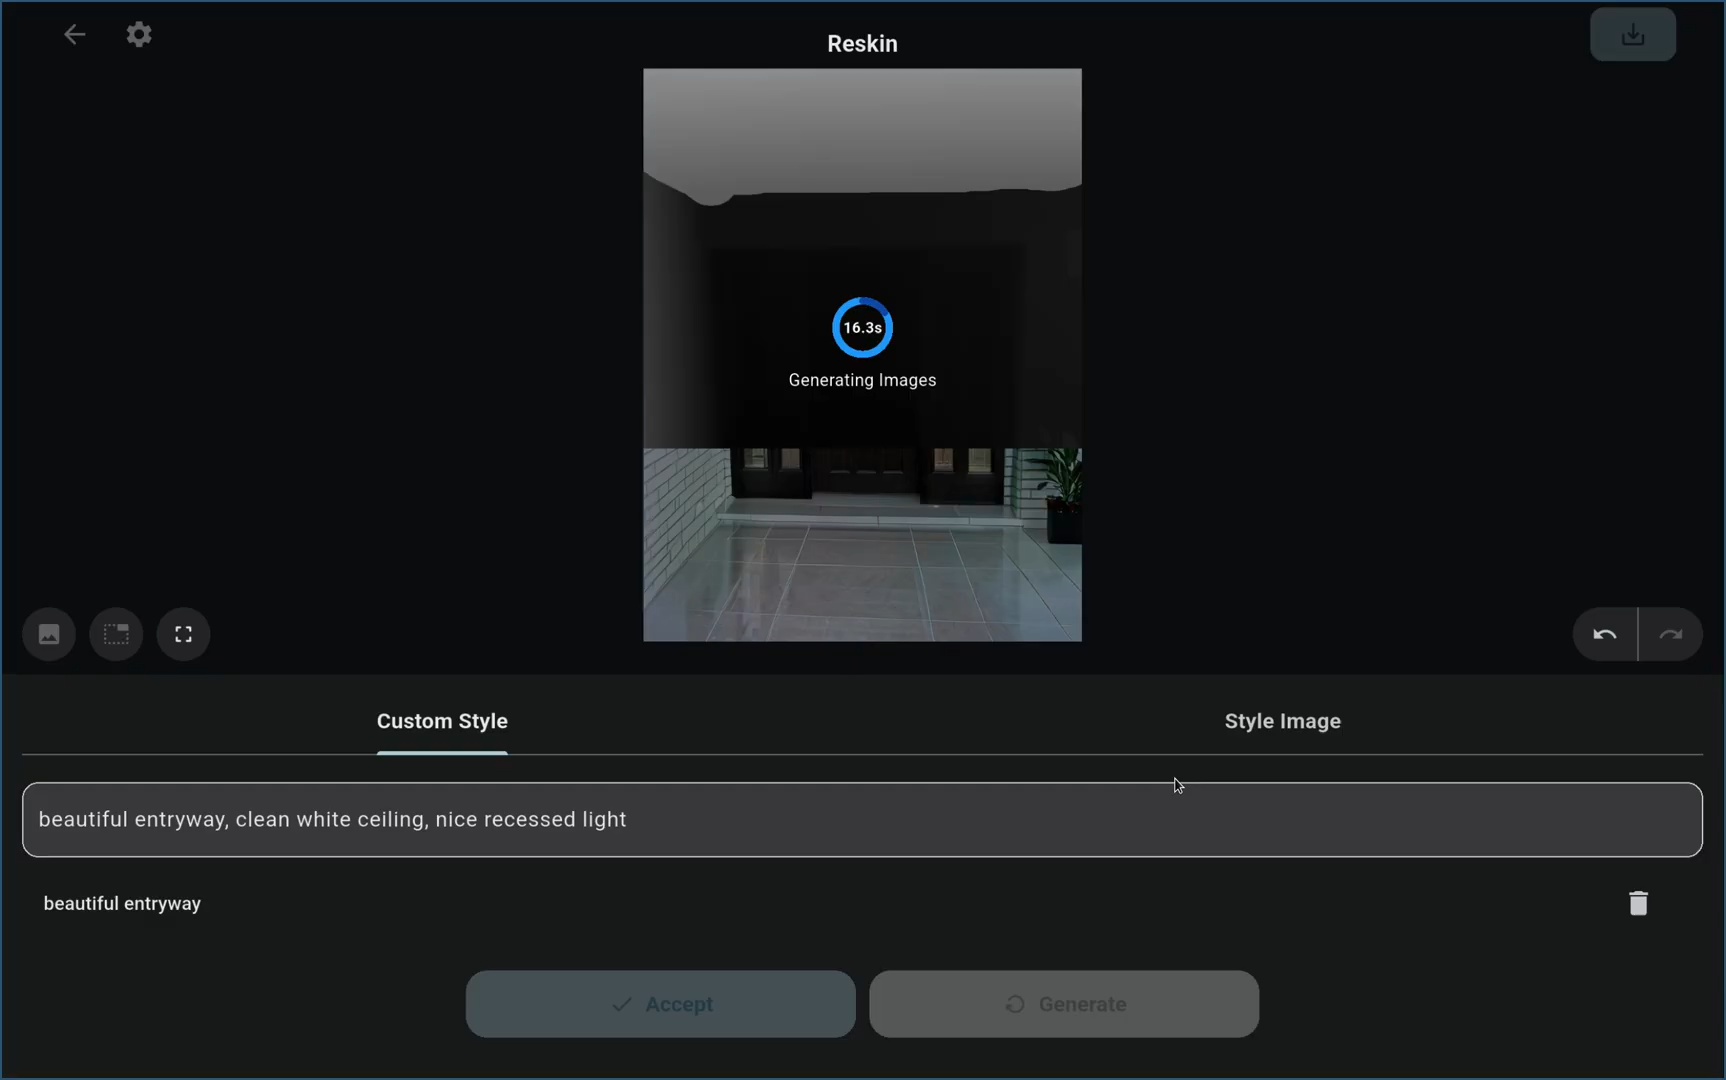 Reskin
16.3s
Generating Images
Custom Style
Style Image
beautiful entryway, clean white ceiling, nice recessed light
beautiful entryway
Accept
Generate